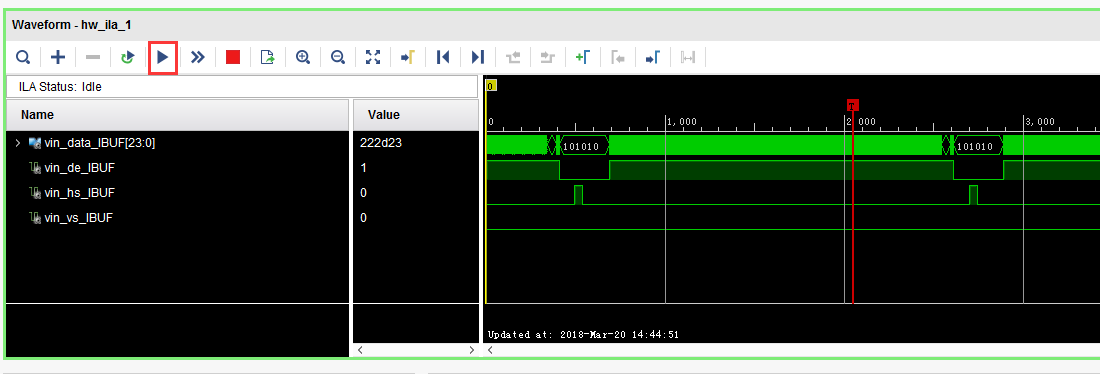 Waveform - hw_ila_1
ILA Status: Idle
Name Value
0
0 1,000 2,000 3,000
vin_data_IBUF[23:0] 222d23 101010 101010
vin_de_IBUF 1
vin_hs_IBUF 0
vin_vs_IBUF 0
Updated at: 2018-Mar-20 14:44:51